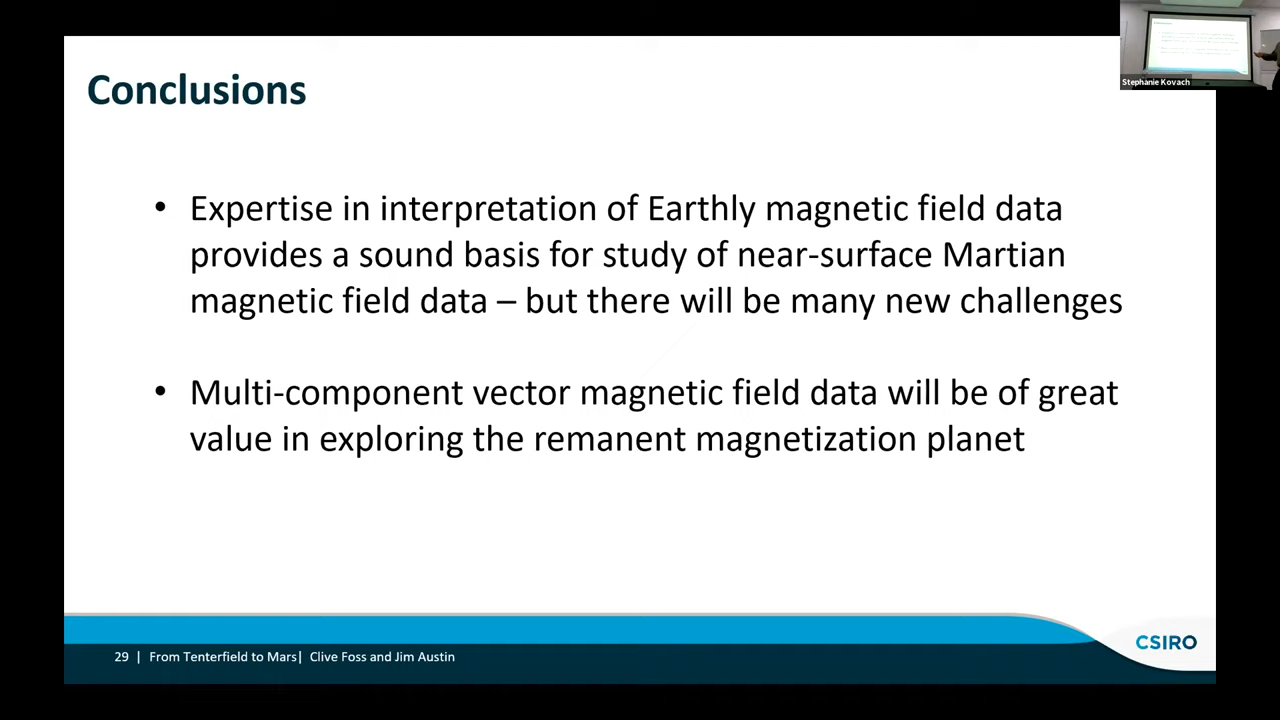 Conclusions
• Expertise in interpretation of Earthly magnetic field data
provides a sound basis for study of near-surface Martian
magnetic field data – but there will be many new challenges
• Multi-component vector magnetic field data will be of great
value in exploring the remanent magnetization planet
29 | From Tenterfield to Mars| Clive Foss and Jim Austin
CSIRO
Stephanie Kovach